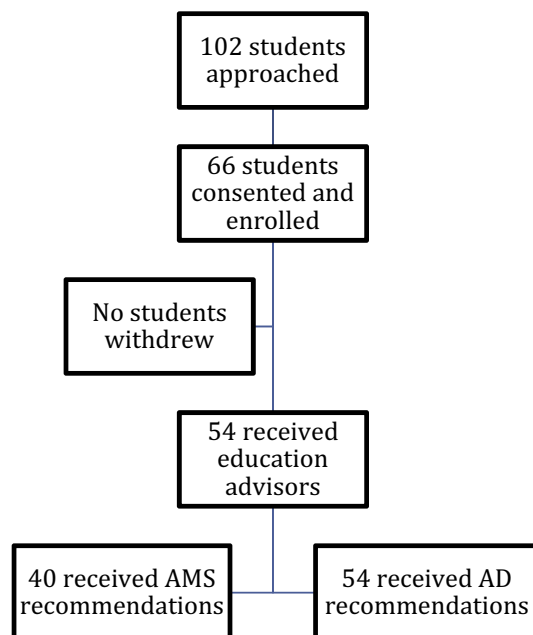 102 students
approached
66 students
consented and
enrolled
No students
withdrew
54 received
education
advisors
40 received AMS
recommendations
54 received AD
recommendations